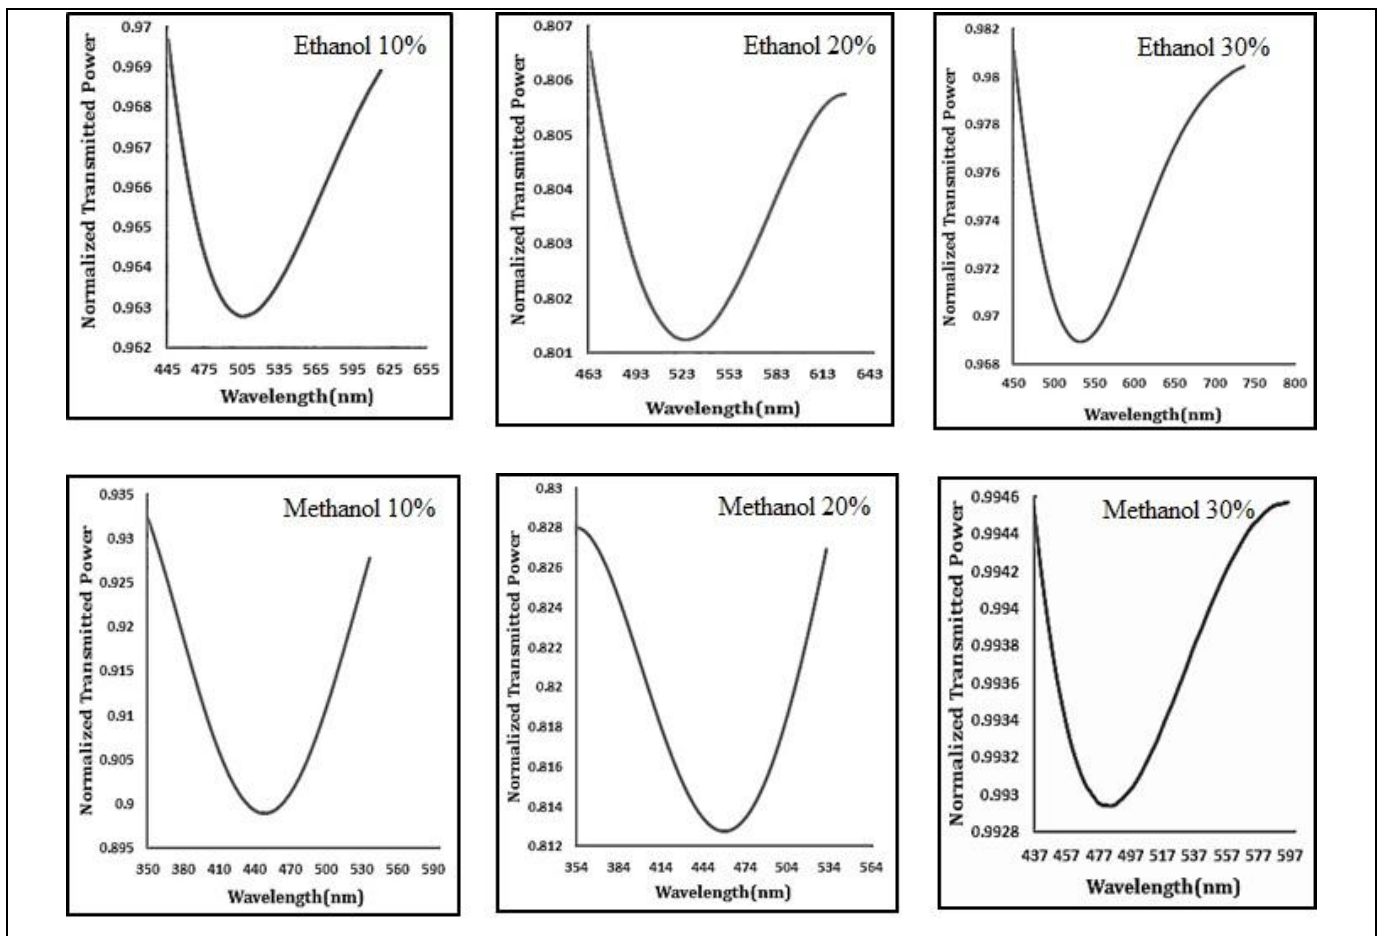 Ethanol 10%
Normalized Transmitted Power
0.97
0.969
0.968
0.967
0.966
0.965
0.964
0.963
0.962
445 475 505 535 565 595 625 655
Wavelength(nm)
Ethanol 20%
Normalized Transmitted Power
0.807
0.806
0.805
0.804
0.803
0.802
0.801
463 493 523 553 583 613 643
Wavelength(nm)
Ethanol 30%
Normalized Transmitted Power
0.982
0.98
0.978
0.976
0.974
0.972
0.97
0.968
450 500 550 600 650 700 750 800
Wavelength(nm)
Methanol 10%
Normalized Transmitted Power
0.935
0.93
0.925
0.92
0.915
0.91
0.905
0.9
0.895
350 380 410 440 470 500 530 560 590
Wavelength(nm)
Methanol 20%
Normalized Transmitted Power
0.83
0.828
0.826
0.824
0.822
0.82
0.818
0.816
0.814
0.812
354 384 414 444 474 504 534 564
Wavelength(nm)
Methanol 30%
Normalized Transmitted Power
0.9946
0.9944
0.9942
0.994
0.9938
0.9936
0.9934
0.9932
0.993
0.9928
437 457 477 497 517 537 557 577 597
Wavelength(nm)